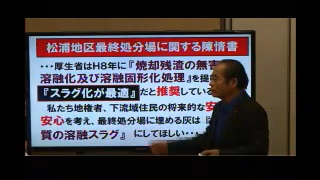 松浦地区最終処分場に関する陳情書
・・・厚生省はH8年に『焼却残渣の無害
溶融化及び溶融固形化処理』を提
『スラグ化が最適』だと推奨している
私たち地権者、下流域住民の将来的な安
安心を考え、最終処分場に埋める灰は『
質の溶融スラグ』にしてほしい・・・